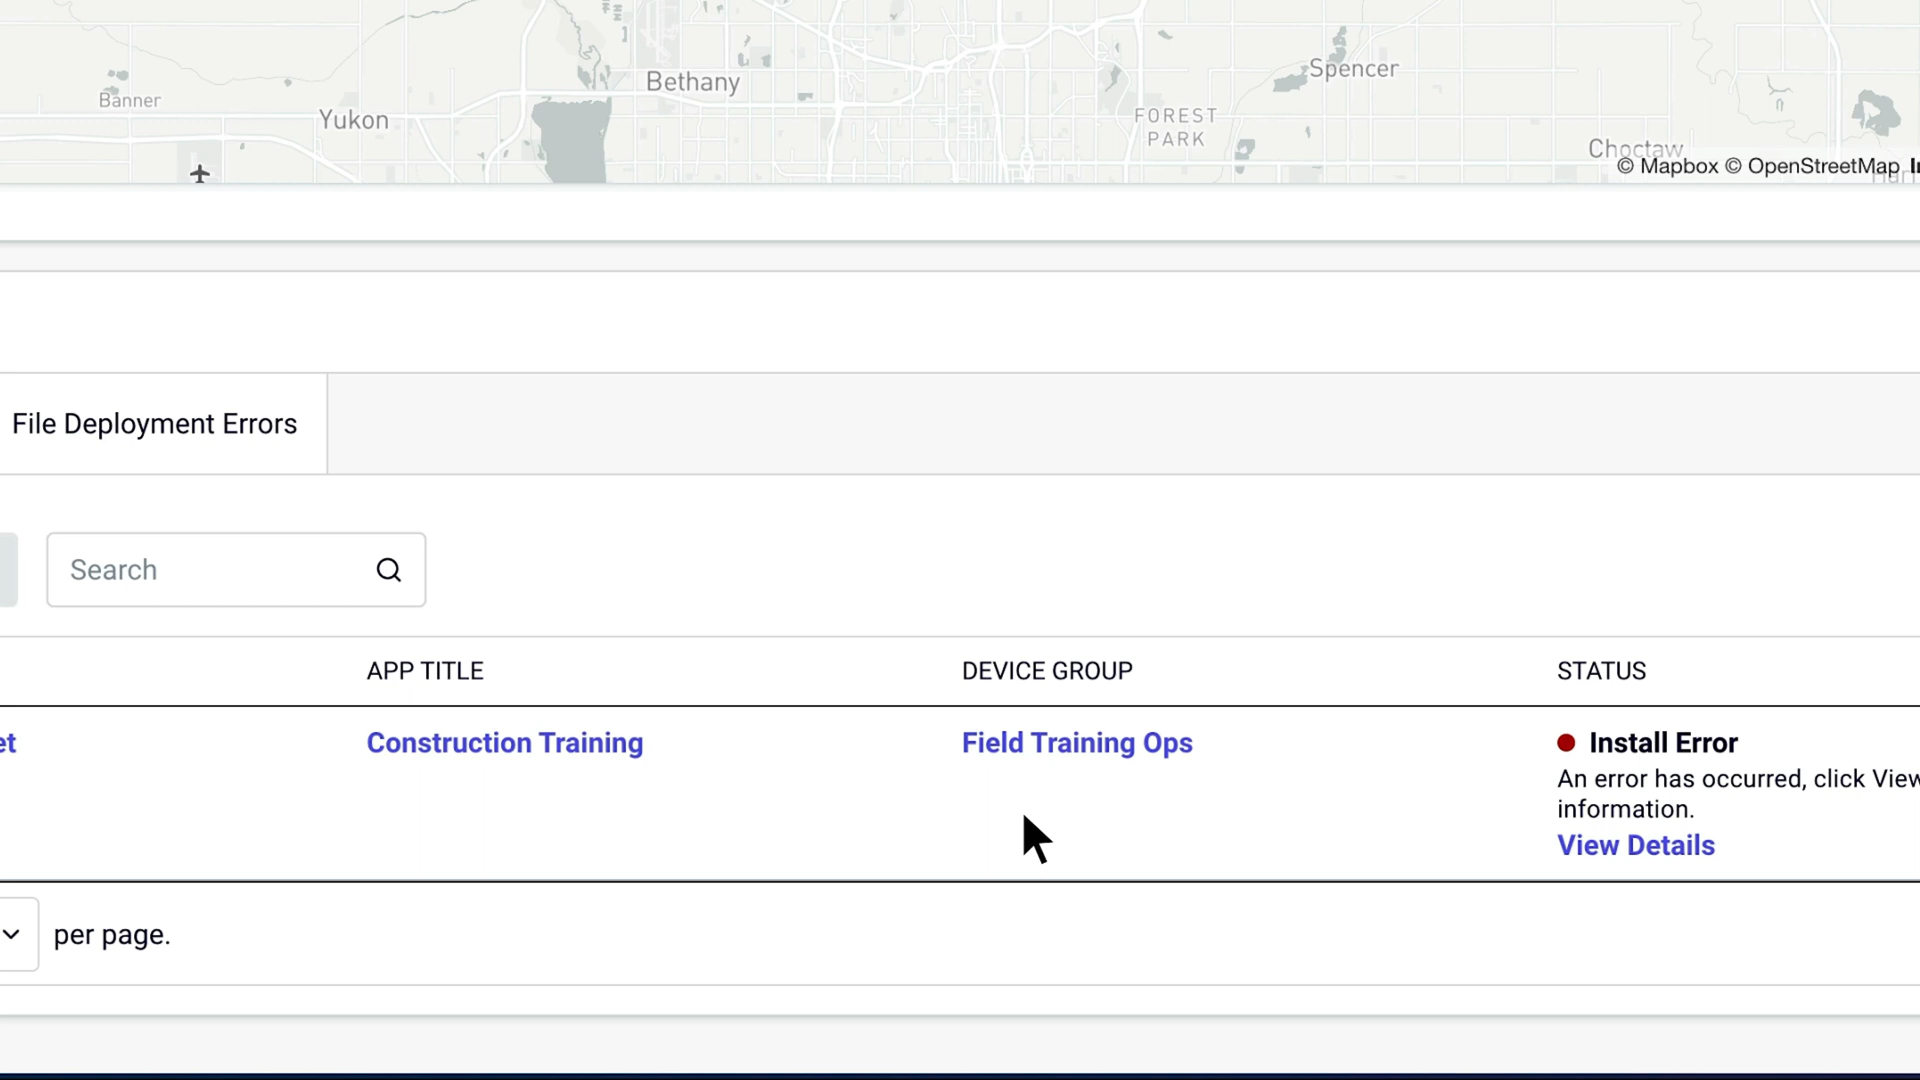 Bethany
Spencer
Banner
Yukon
FOREST
PARK
Choctaw
© Mapbox © OpenStreetMap
File Deployment Errors
Search
APP TITLE
DEVICE GROUP
STATUS
Construction Training
Field Training Ops
Install Error
An error has occurred, click View
information.
View Details
per page.